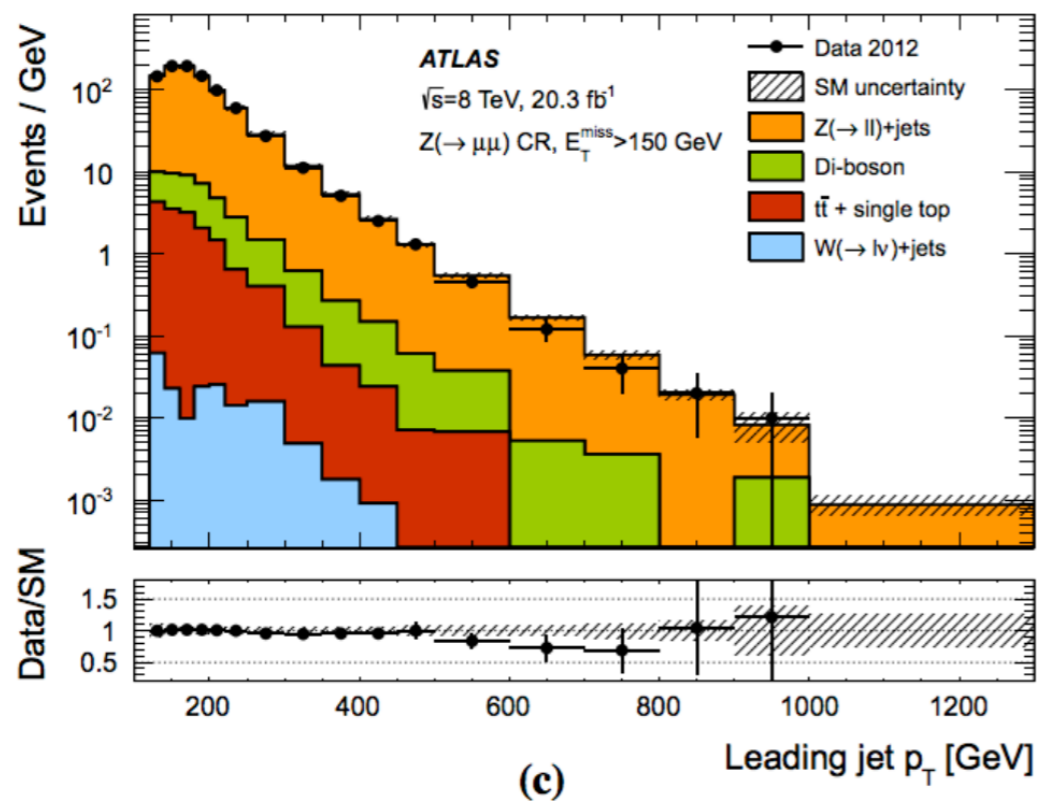 Events / GeV
10²
10
1
10⁻¹
10⁻²
10⁻³
ATLAS
√s=8 TeV, 20.3 fb⁻¹
Z(→ μμ) CR, E_T^miss>150 GeV
Data 2012
SM uncertainty
Z(→ ll)+jets
Di-boson
tt̄ + single top
W(→ lν)+jets
Data/SM
1.5
1
0.5
200 400 600 800 1000 1200
Leading jet p_T [GeV]
(c)